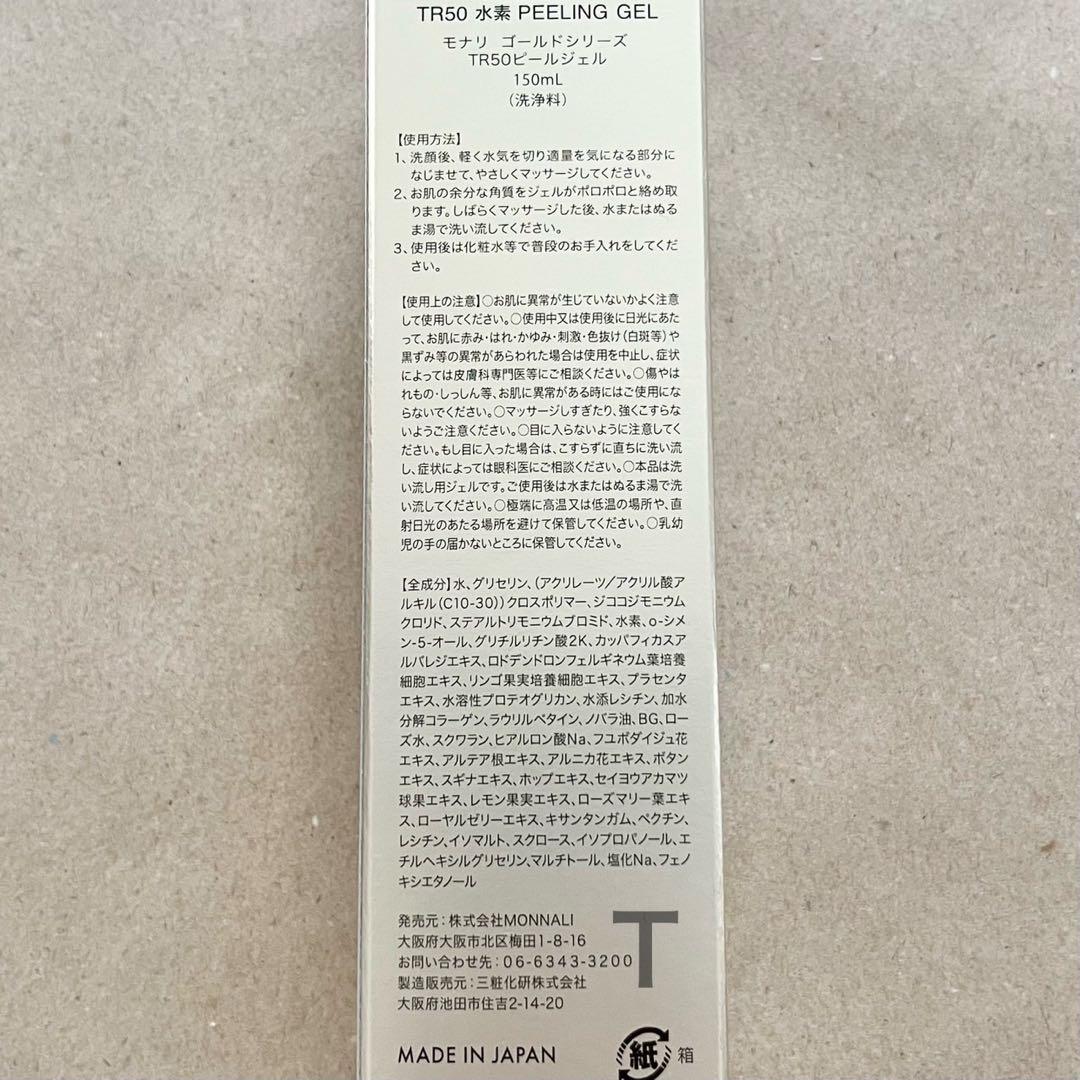 TR50 水素 PEELING GEL
モナリ ゴールドシリーズ
TR50ピールジェル
150mL
(洗浄料)
【使用方法】
1、洗顔後、軽く水気を切り適量を気になる部分に
なじませて、やさしくマッサージしてください。
2、お肌の余分な角質をジェルがポロポロと絡め取
ります。しばらくマッサージした後、水またはぬる
ま湯で洗い流してください。
3、使用後は化粧水等で普段のお手入れをしてくだ
さい。
【使用上の注意】○お肌に異常が生じていないかよく注意
して使用してください。○使用中又は使用後に日光にあた
って、お肌に赤み・はれ・かゆみ・刺激・色抜け(白斑等)や
黒ずみ等の異常があらわれた場合は使用を中止し、症状
によっては皮膚科専門医等にご相談ください。○傷やは
れもの・しっしん等、お肌に異常がある時にはご使用にな
らないでください。○マッサージしすぎたり、強くこすらな
いようご注意ください。○目に入らないように注意してく
ださい。もし目に入った場合は、こすらずに直ちに洗い流
し、症状によっては眼科医にご相談ください。○本品は洗
い流し用ジェルです。ご使用後は水またはぬるま湯で洗
い流してください。○極端に高温又は低温の場所や、直
射日光のあたる場所を避けて保管してください。○乳幼
児の手の届かないところに保管してください。
【全成分】水、グリセリン、(アクリレーツ/アクリル酸ア
ルキル(C10-30))クロスポリマー、ジココジモニウム
クロリド、ステアルトリモニウムブロミド、水素、o-シメ
ン-5-オール、グリチルリチン酸2K、カッパフィカスア
ルバレジエキス、ロドデンドロンフェルギネウム葉培養
細胞エキス、リンゴ果実培養細胞エキス、プラセンタ
エキス、水溶性プロテオグリカン、水添レシチン、加水
分解コラーゲン、ラウリルベタイン、ノバラ油、BG、ロー
ズ水、スクワラン、ヒアルロン酸Na、フユボダイジュ花
エキス、アルテア根エキス、アルニカ花エキス、ボタン
エキス、スギナエキス、ホップエキス、セイヨウアカマツ
球果エキス、レモン果実エキス、ローズマリー葉エキ
ス、ローヤルゼリーエキス、キサンタンガム、ペクチン、
レシチン、イソマルト、スクロース、イソプロパノール、エ
チルヘキシルグリセリン、マルチトール、塩化Na、フェノ
キシエタノール
発売元:株式会社MONNALI
大阪府大阪市北区梅田1-8-16
お問い合わせ先:06-6343-3200
製造販売元:三粧化研株式会社
大阪府池田市住吉2-14-20
T
MADE IN JAPAN
紙 箱